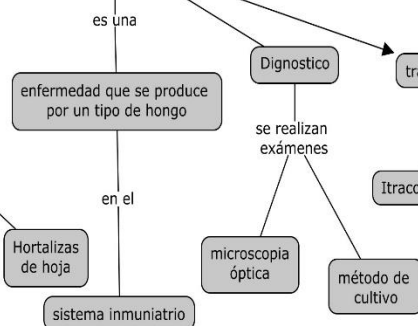 es una
Dignostico
enfermedad que se produce
por un tipo de hongo
se realizan
exámenes
en el
Hortalizas
de hoja
microscopia
óptica
método de
cultivo
sistema inmuniatrio